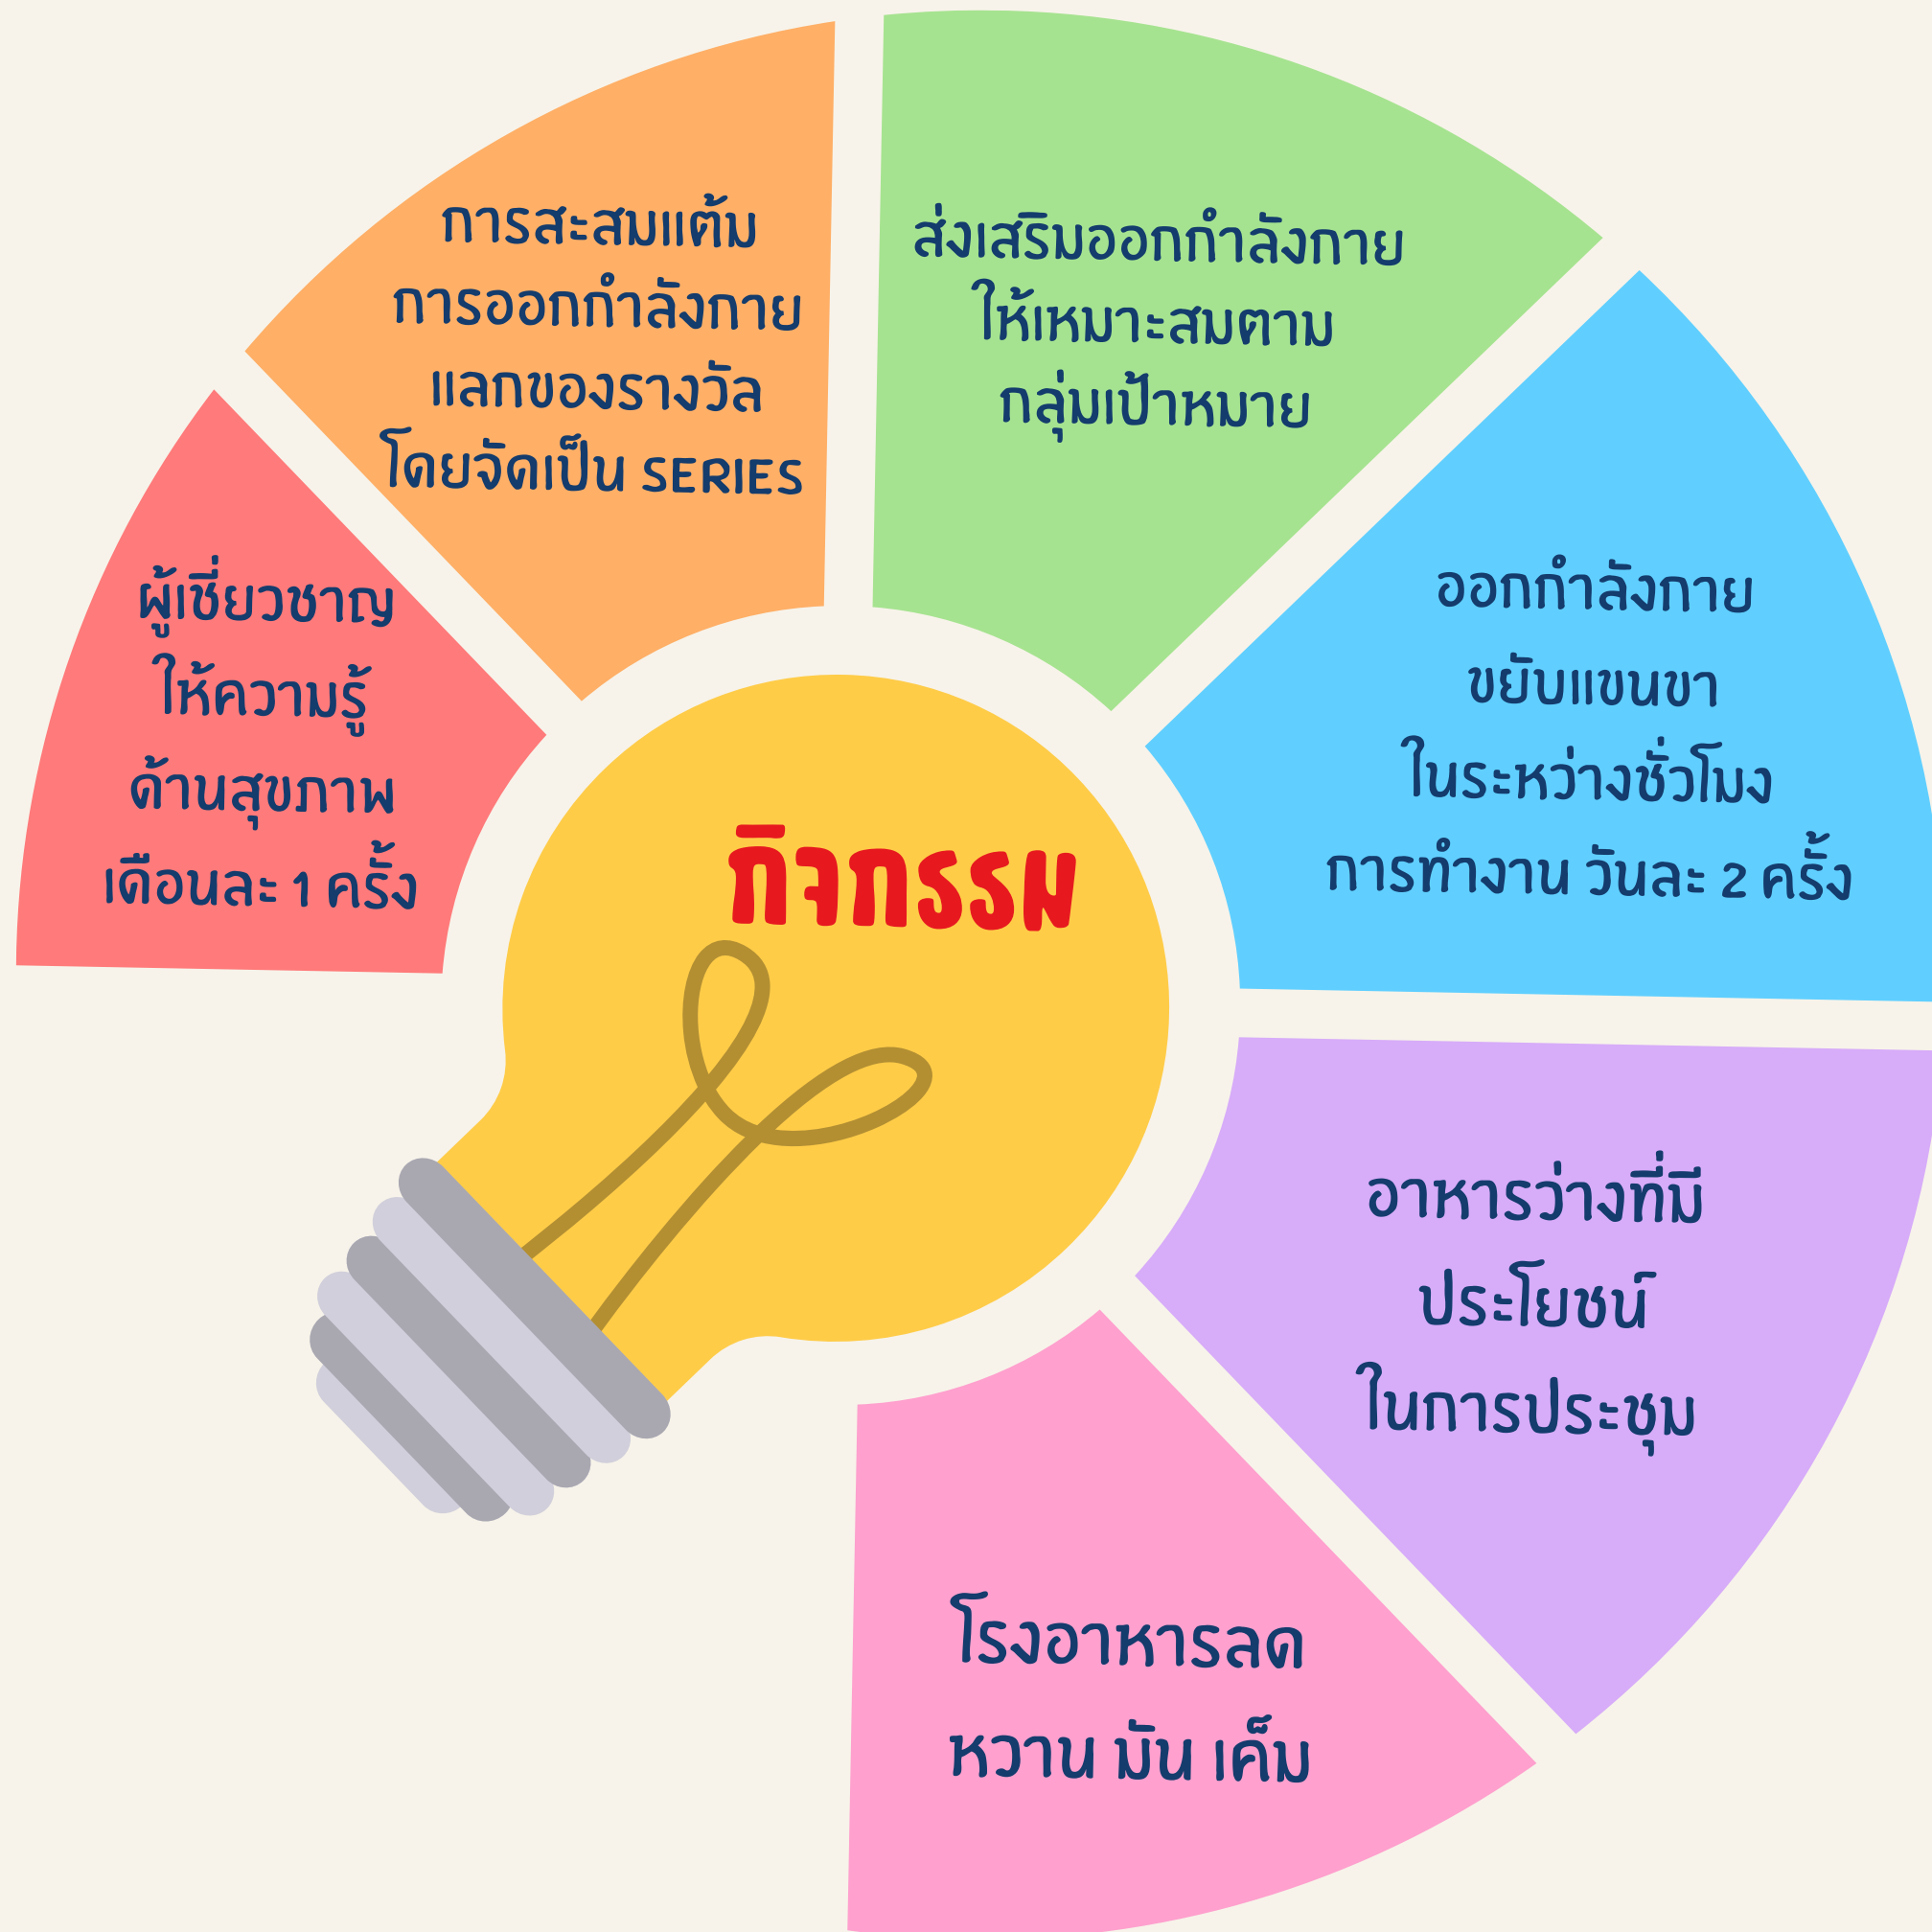 การสะสมแต้ม
การออกกำลังกาย
แลกของรางวัล
โดยจัดเป็น SERIES
ส่งเสริมออกกำลังกาย
ให้เหมาะสมตาม
กลุ่มเป้าหมาย
ผู้เชี่ยวชาญ
ให้ความรู้
ด้านสุขภาพ
เดือนละ 1 ครั้ง
ออกกำลังกาย
ขยับแขนขา
ในระหว่างชั่วโมง
การทำงาน วันละ 2 ครั้ง
กิจกรรม
อาหารว่างที่มี
ประโยชน์
ในการประชุม
โรงอาหารลด
หวาน มัน เค็ม